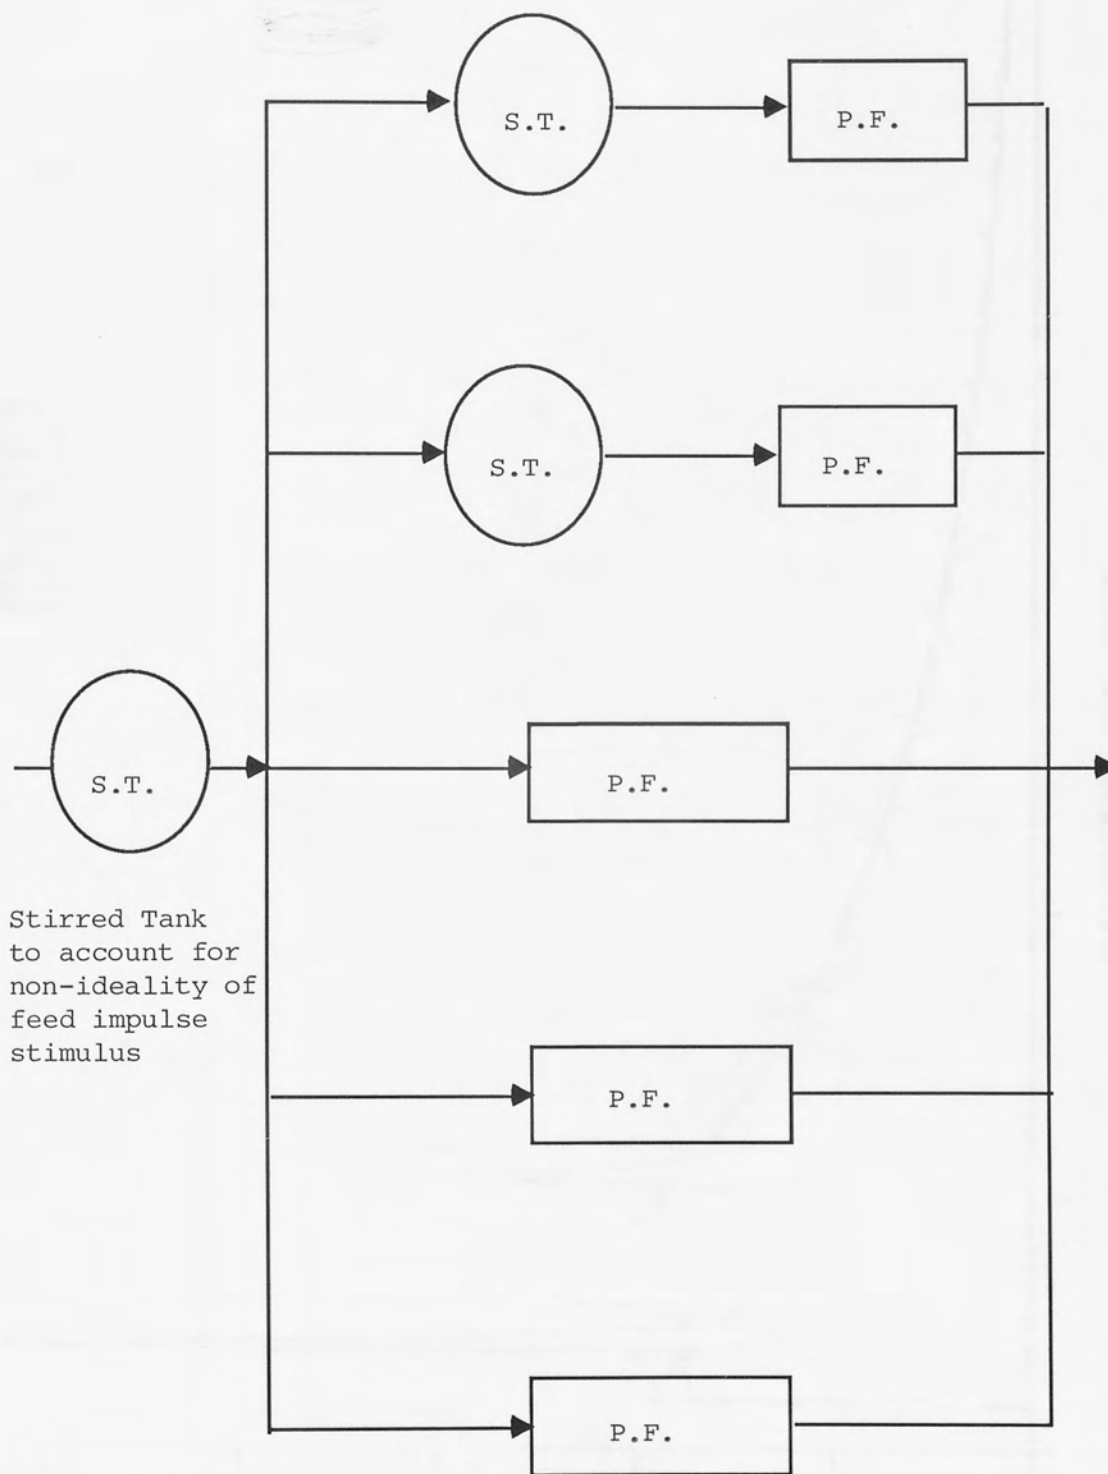 S.T.
P.F.
S.T.
P.F.
S.T.
P.F.
Stirred Tank
to account for
non-ideality of
feed impulse
stimulus
P.F.
P.F.